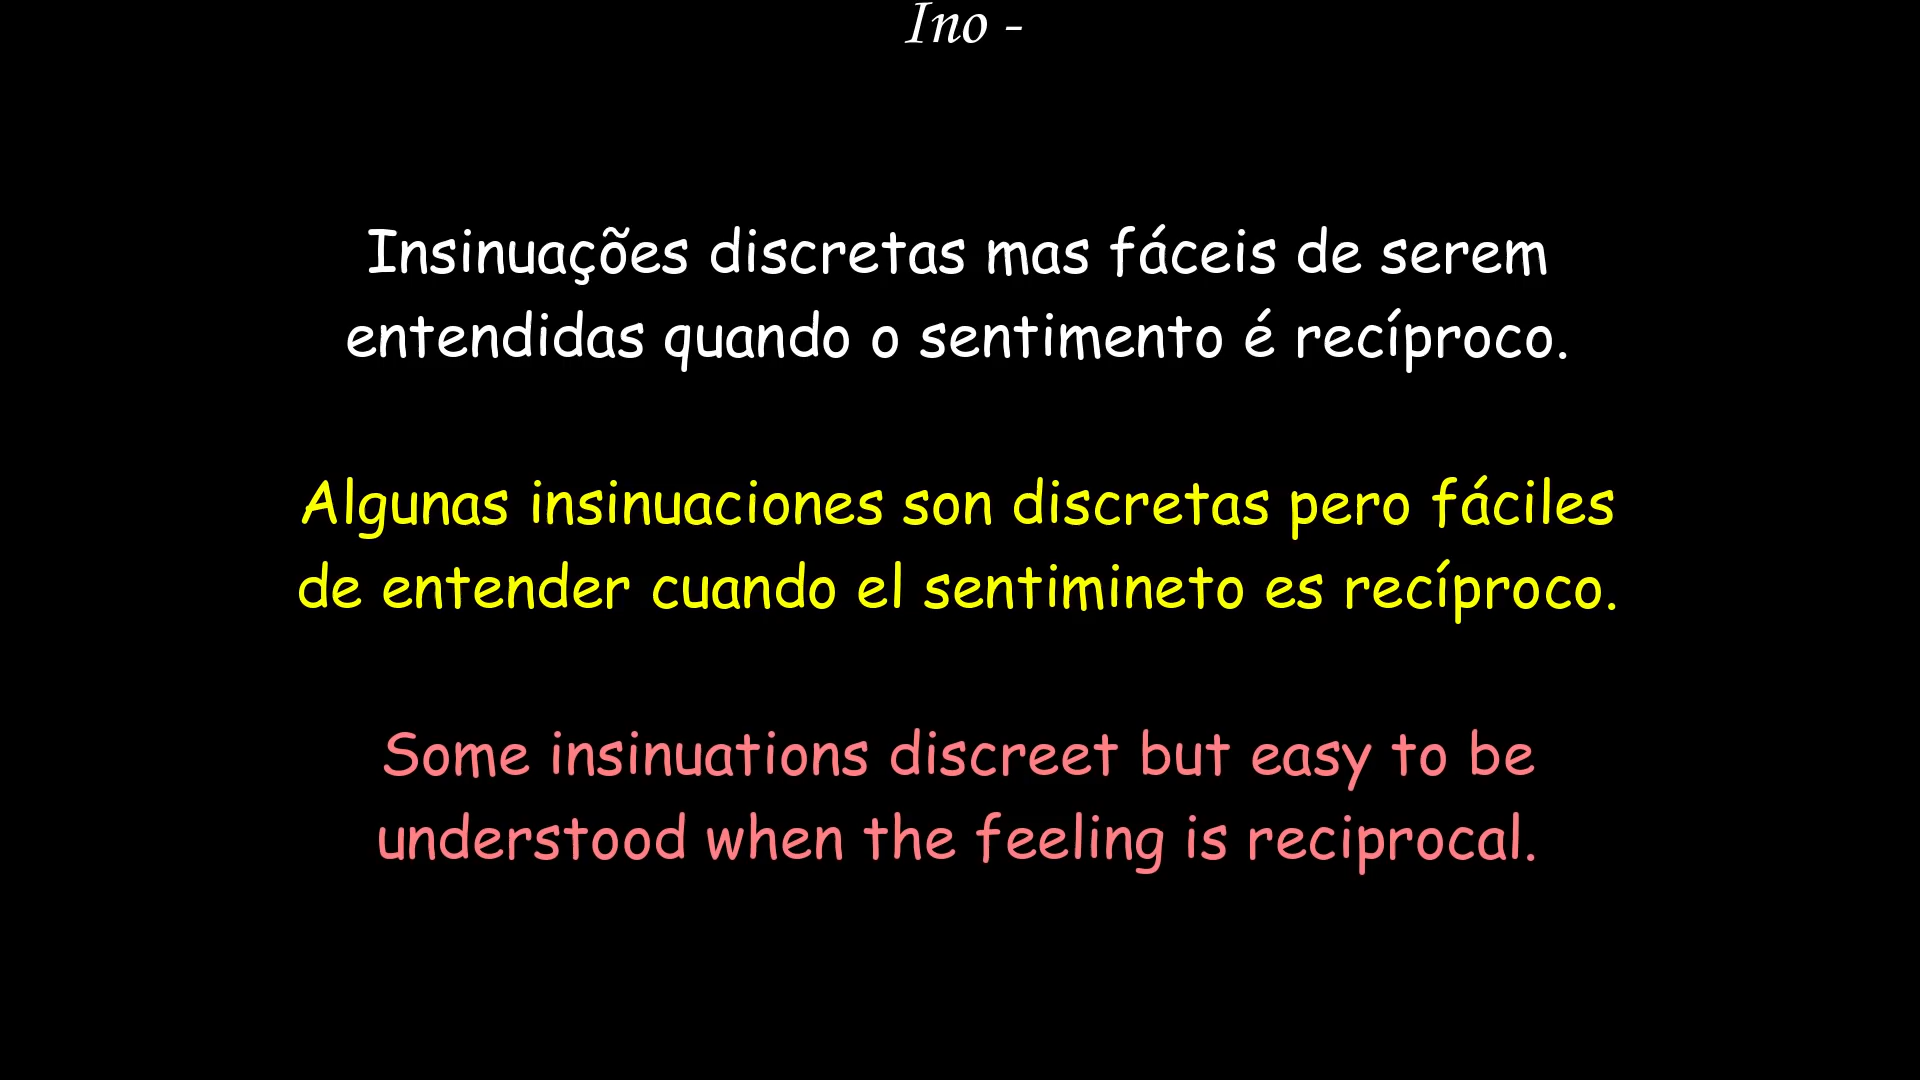 Ino -
Insinuações discretas mas fáceis de serem
entendidas quando o sentimento é recíproco.
Algunas insinuaciones son discretas pero fáciles
de entender cuando el sentimineto es recíproco.
Some insinuations discreet but easy to be
understood when the feeling is reciprocal.